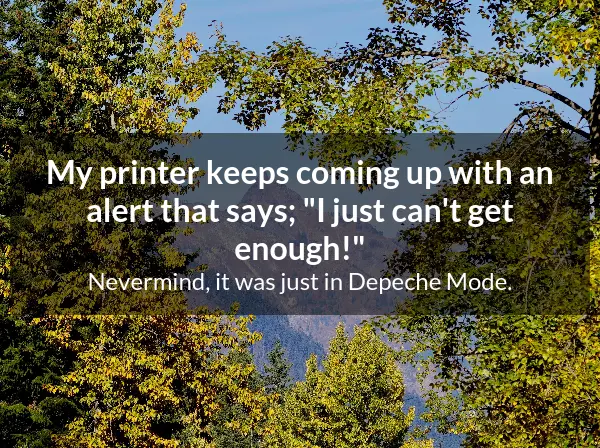 My printer keeps coming up with an
alert that says; "I just can't get
enough!"
Nevermind, it was just in Depeche Mode.